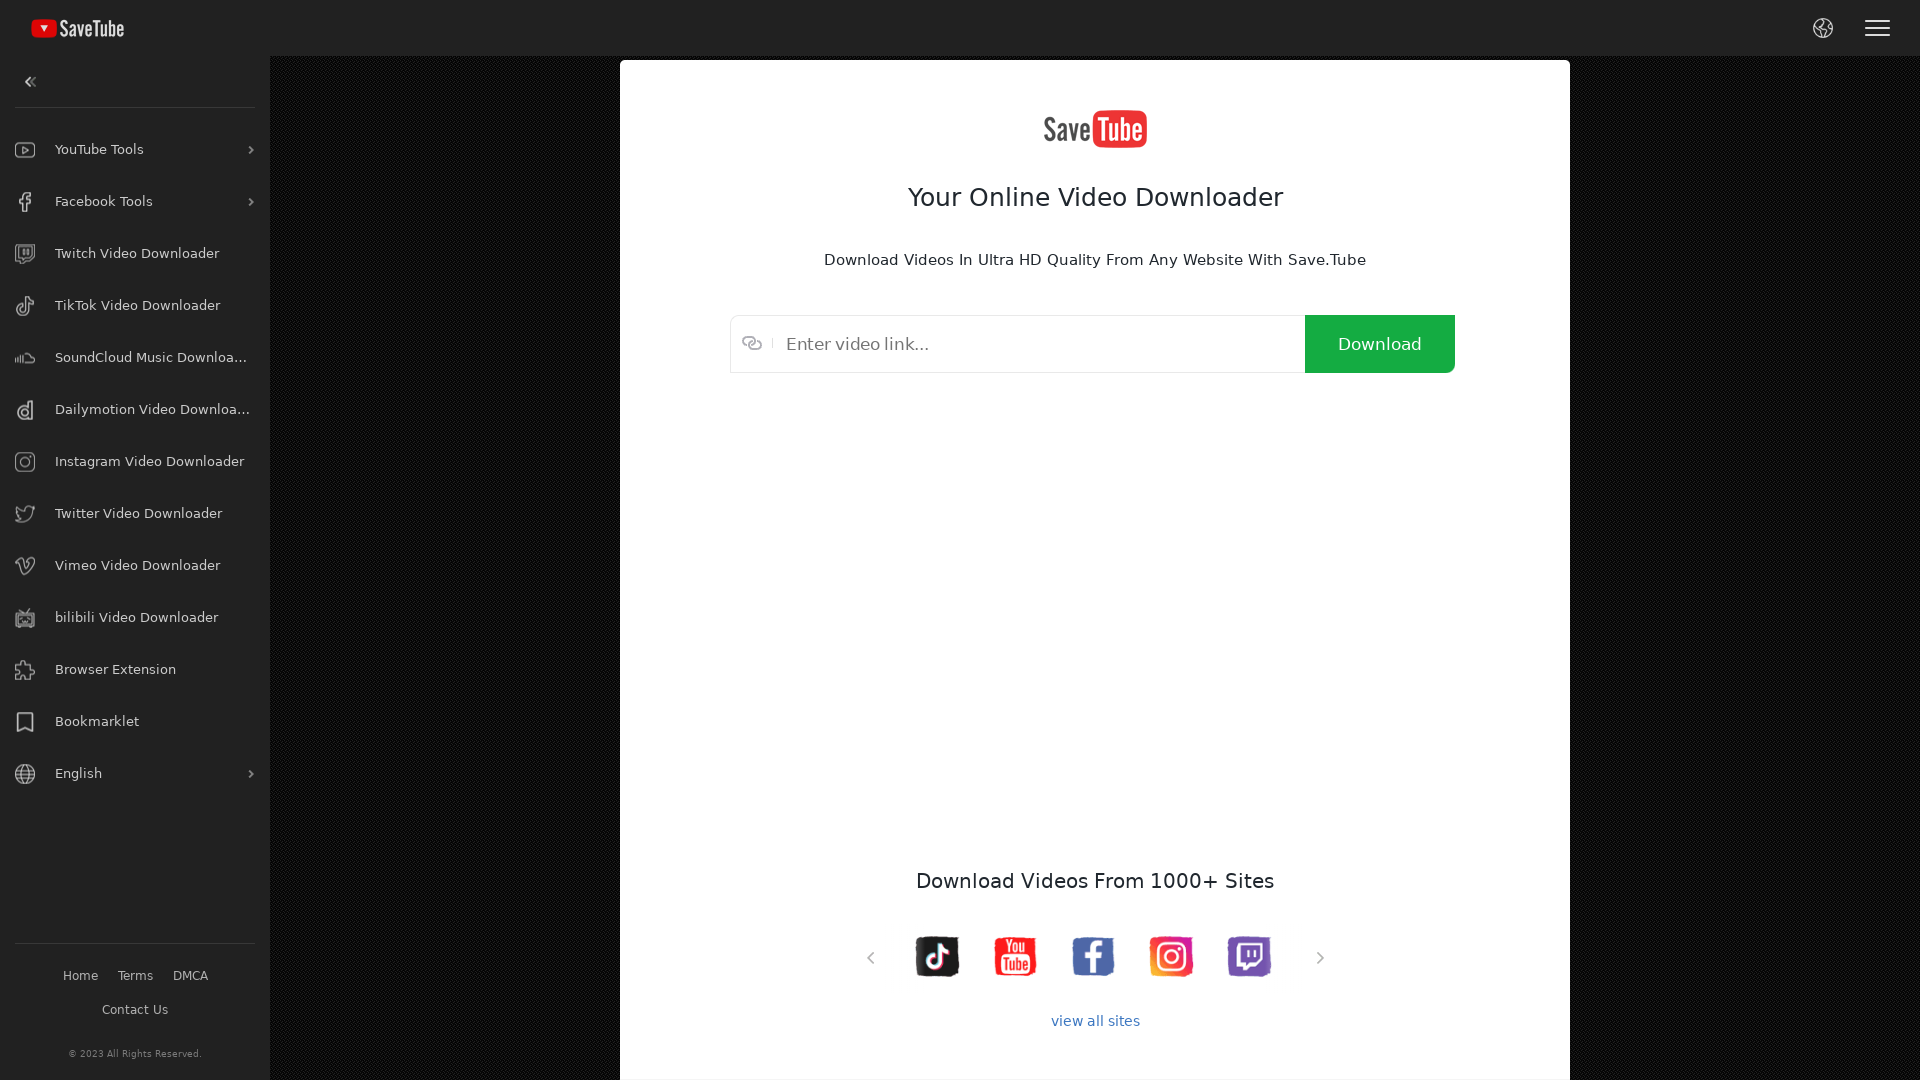 SaveTube
YouTube Tools
Facebook Tools
Twitch Video Downloader
TikTok Video Downloader
SoundCloud Music Downloa...
Dailymotion Video Downloa...
Instagram Video Downloader
Twitter Video Downloader
Vimeo Video Downloader
bilibili Video Downloader
Browser Extension
Bookmarklet
English
Home Terms DMCA
Contact Us
© 2023 All Rights Reserved.
Save Tube
Your Online Video Downloader
Download Videos In Ultra HD Quality From Any Website With Save.Tube
Enter video link... Download
Download Videos From 1000+ Sites
You
Tube
view all sites